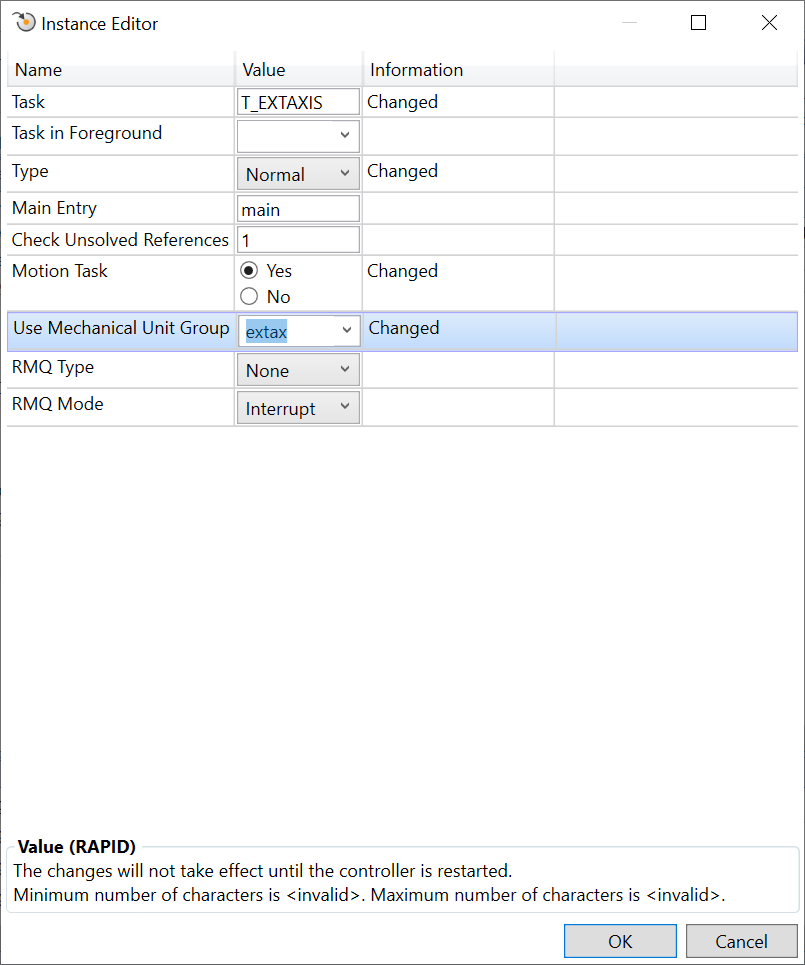 Instance Editor
Name Value Information
Task T_EXTAXIS Changed
Task in Foreground
Type Normal Changed
Main Entry main
Check Unsolved References 1
Motion Task Yes Changed
No
Use Mechanical Unit Group extax Changed
RMQ Type None
RMQ Mode Interrupt
Value (RAPID)
The changes will not take effect until the controller is restarted.
Minimum number of characters is <invalid>. Maximum number of characters is <invalid>.
OK Cancel